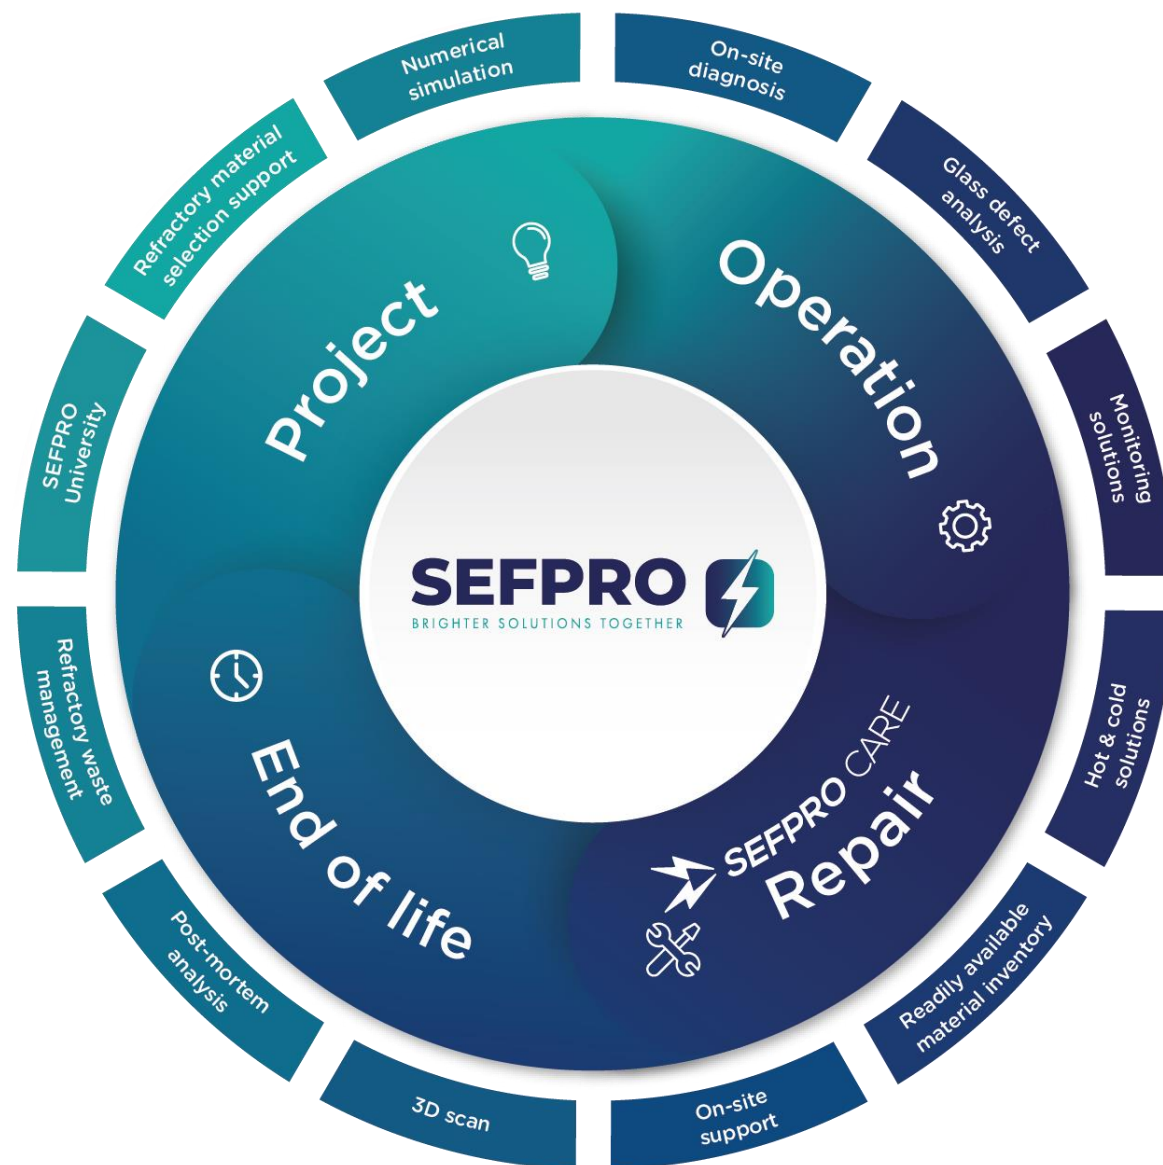 Numerical
simulation
On-site
diagnosis
Glass defect
analysis
Monitoring
solutions
Hot & cold
solutions
Readily available
material inventory
On-site
support
3D scan
Post-mortem
analysis
Refractory waste
management
SEFPRO
University
Refractory material
selection support
Project
Operation
SEFPRO CARE
Repair
End of life
SEFPRO
BRIGHTER SOLUTIONS TOGETHER